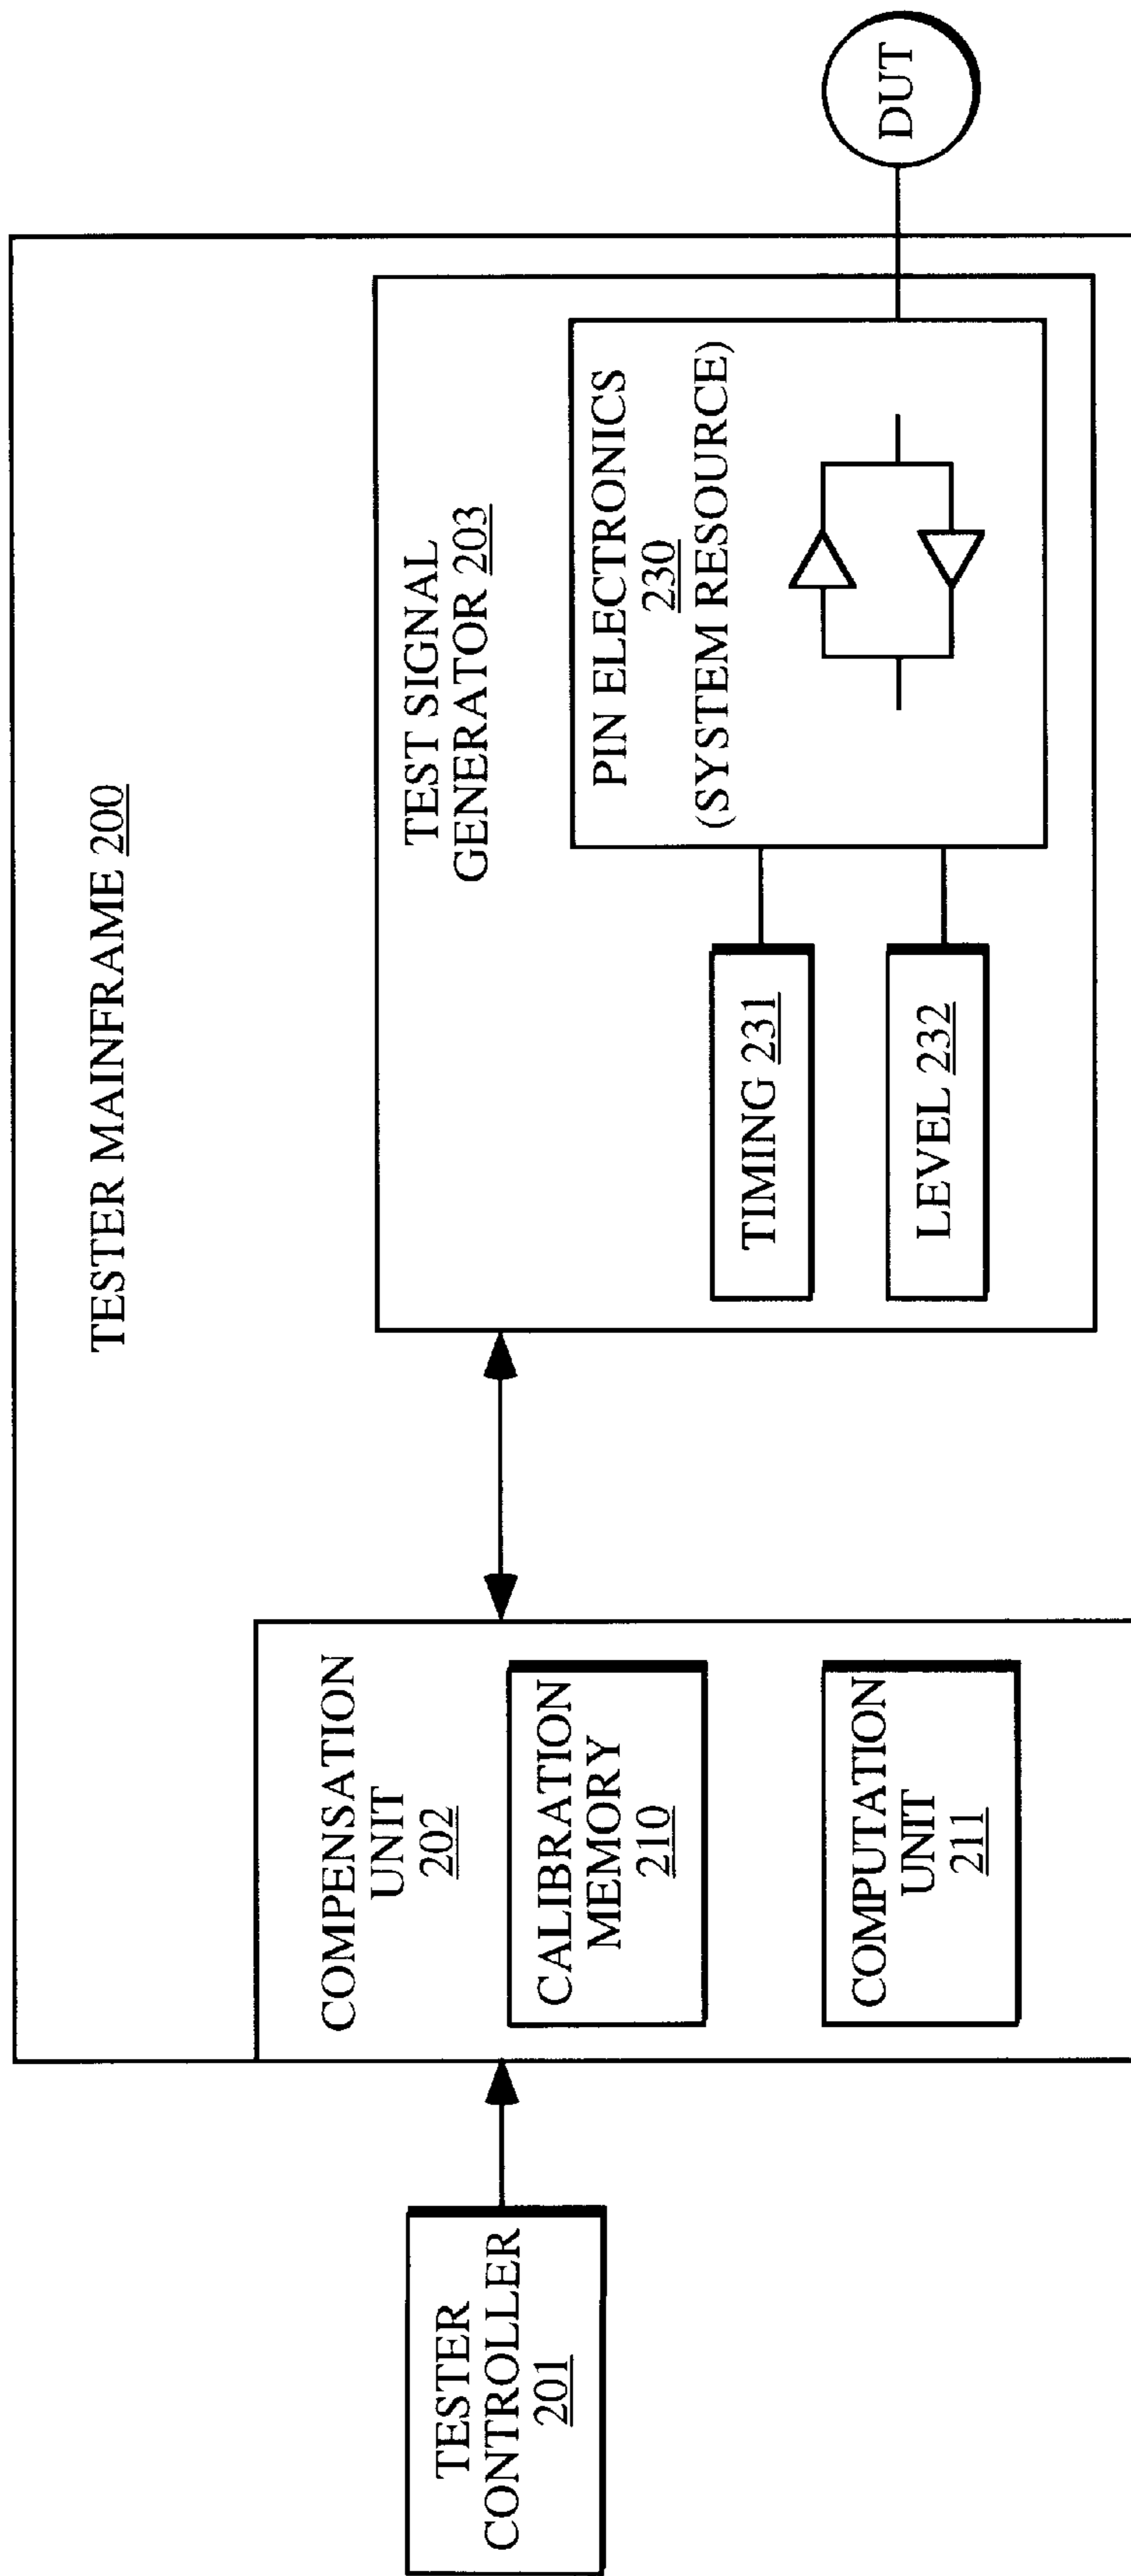 TESTER MAINFRAME 200
TESTER
CONTROLLER
201
COMPENSATION
UNIT
202
CALIBRATION
MEMORY
210
COMPUTATION
UNIT
211
TEST SIGNAL
GENERATOR 203
TIMING 231
LEVEL 232
PIN ELECTRONICS
230
(SYSTEM RESOURCE)
DUT